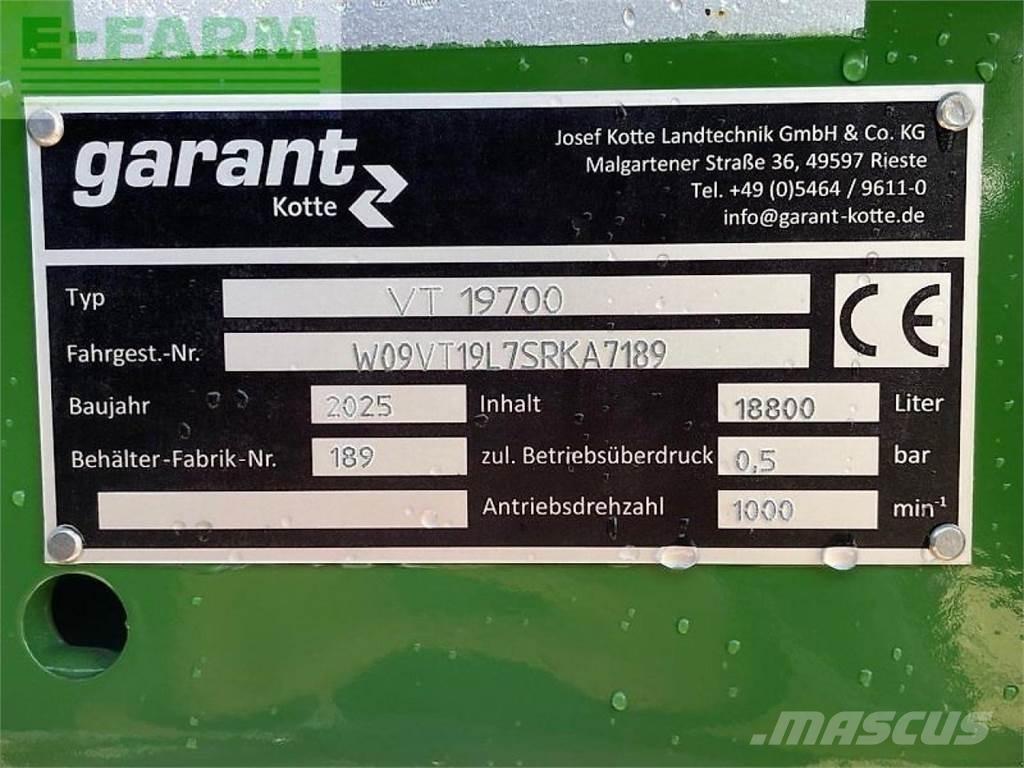 E-FARM
garant
Kotte
Josef Kotte Landtechnik GmbH & Co. KG
Malgartener Straße 36, 49597 Rieste
Tel. +49 (0)5464 / 9611-0
info@garant-kotte.de
Typ VT 19700 CE
Fahrgest.-Nr. W09VT19L7SRKA7189
Baujahr 2025 Inhalt 18800 Liter
Behälter-Fabrik-Nr. 189 zul. Betriebsüberdruck 0,5 bar
Antriebsdrehzahl 1000 min⁻¹
MASCUS